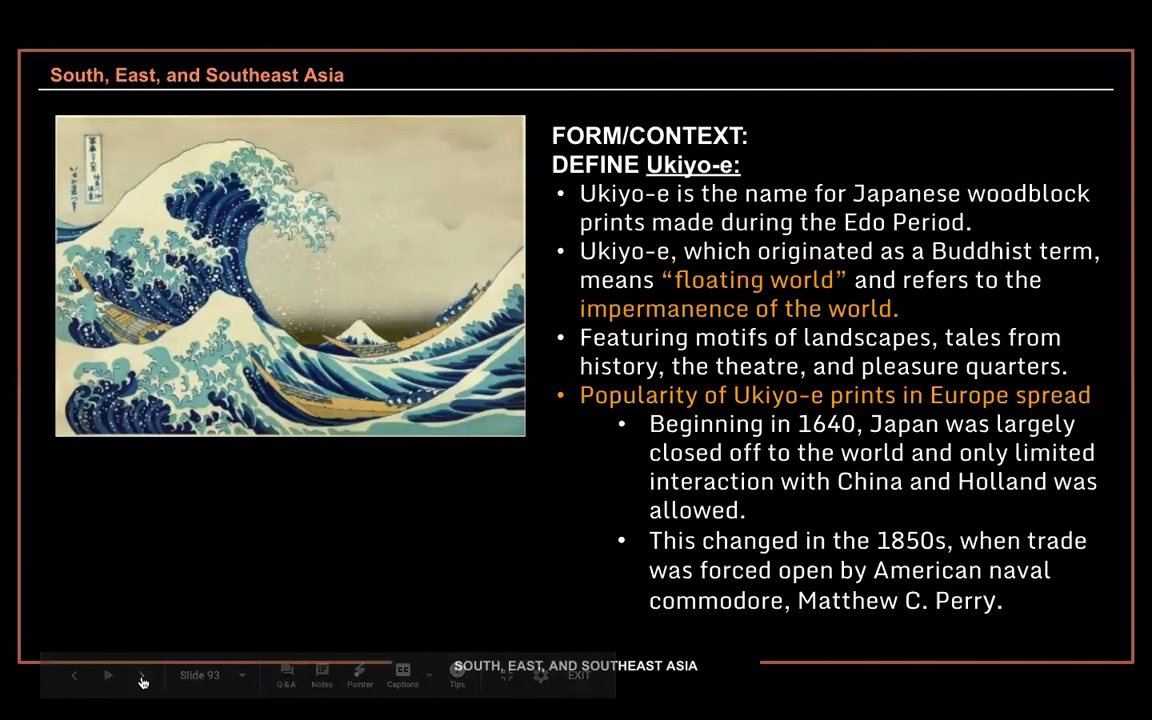 South, East, and Southeast Asia
FORM/CONTEXT:
DEFINE Ukiyo-e:
• Ukiyo-e is the name for Japanese woodblock
prints made during the Edo Period.
• Ukiyo-e, which originated as a Buddhist term,
means “floating world” and refers to the
impermanence of the world.
• Featuring motifs of landscapes, tales from
history, the theatre, and pleasure quarters.
• Popularity of Ukiyo-e prints in Europe spread
• Beginning in 1640, Japan was largely
closed off to the world and only limited
interaction with China and Holland was
allowed.
• This changed in the 1850s, when trade
was forced open by American naval
commodore, Matthew C. Perry.
SOUTH, EAST, AND SOUTHEAST ASIA
Slide 93
Q&A Notes Pointer Captions Tips EXIT